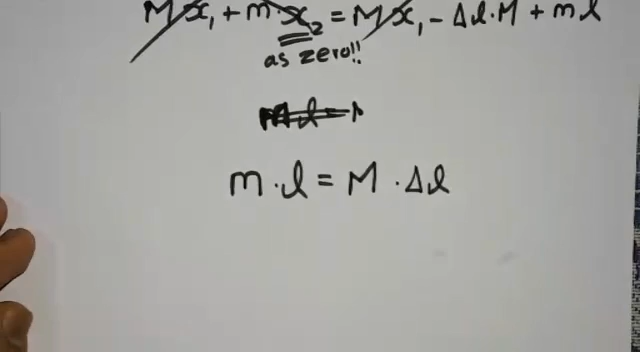 Mx₁ + m·x₂ = Mx₁ - Δl·M + ml
as zero!!
m·l = M·Δl